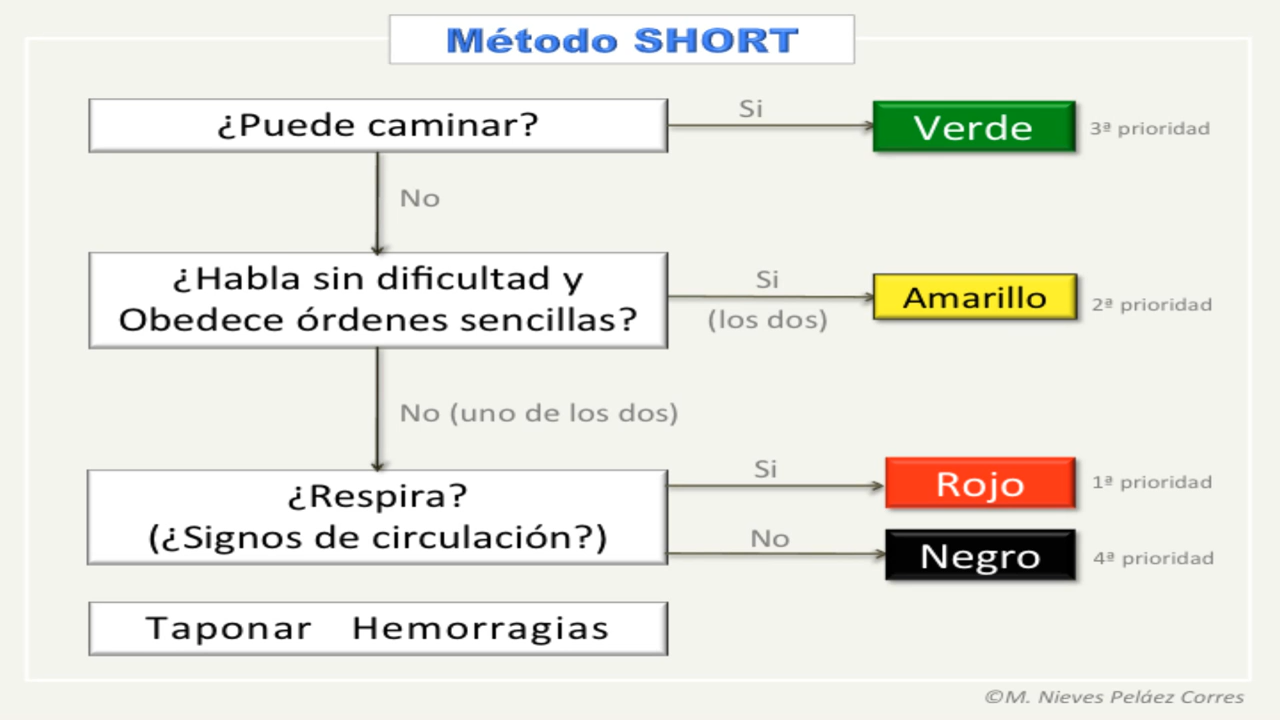 Método SHORT
¿Puede caminar?
Si
Verde
3ª prioridad
No
¿Habla sin dificultad y
Obedece órdenes sencillas?
Si
(los dos)
Amarillo
2ª prioridad
No (uno de los dos)
¿Respira?
(¿Signos de circulación?)
Si
Rojo
1ª prioridad
No
Negro
4ª prioridad
Taponar Hemorragias
©M. Nieves Peláez Corres